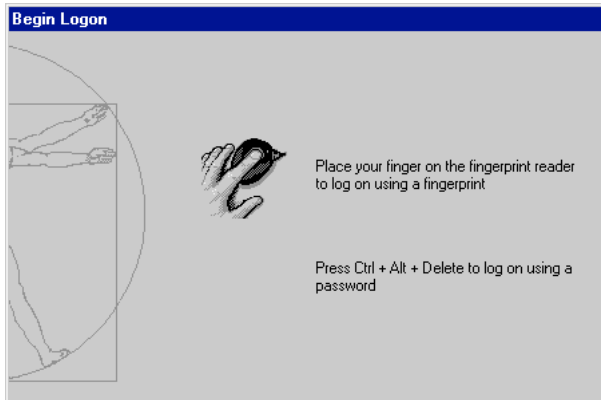 Begin Logon
Place your finger on the fingerprint reader
to log on using a fingerprint
Press Ctrl + Alt + Delete to log on using a
password